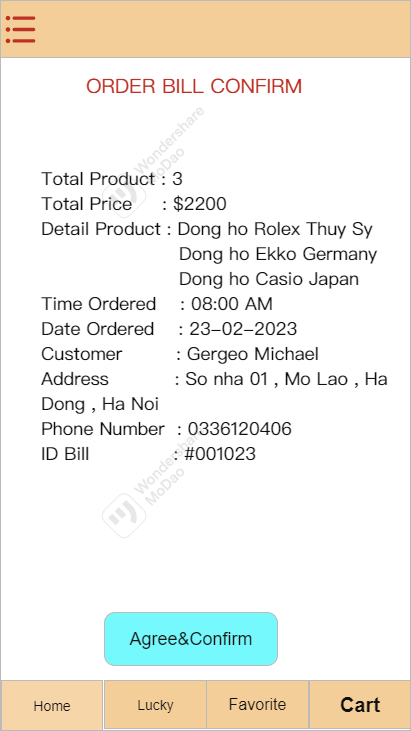 ORDER BILL CONFIRM
Wondershare
MoDao
Total Product : 3
Total Price : $2200
Detail Product : Dong ho Rolex Thuy Sy
Dong ho Ekko Germany
Dong ho Casio Japan
Time Ordered : 08:00 AM
Date Ordered : 23-02-2023
Customer : Gergeo Michael
Address : So nha 01 , Mo Lao , Ha
Dong , Ha Noi
Phone Number : 0336120406
ID Bill : #001023
Wondershare
MoDao
Agree&Confirm
Home Lucky Favorite Cart